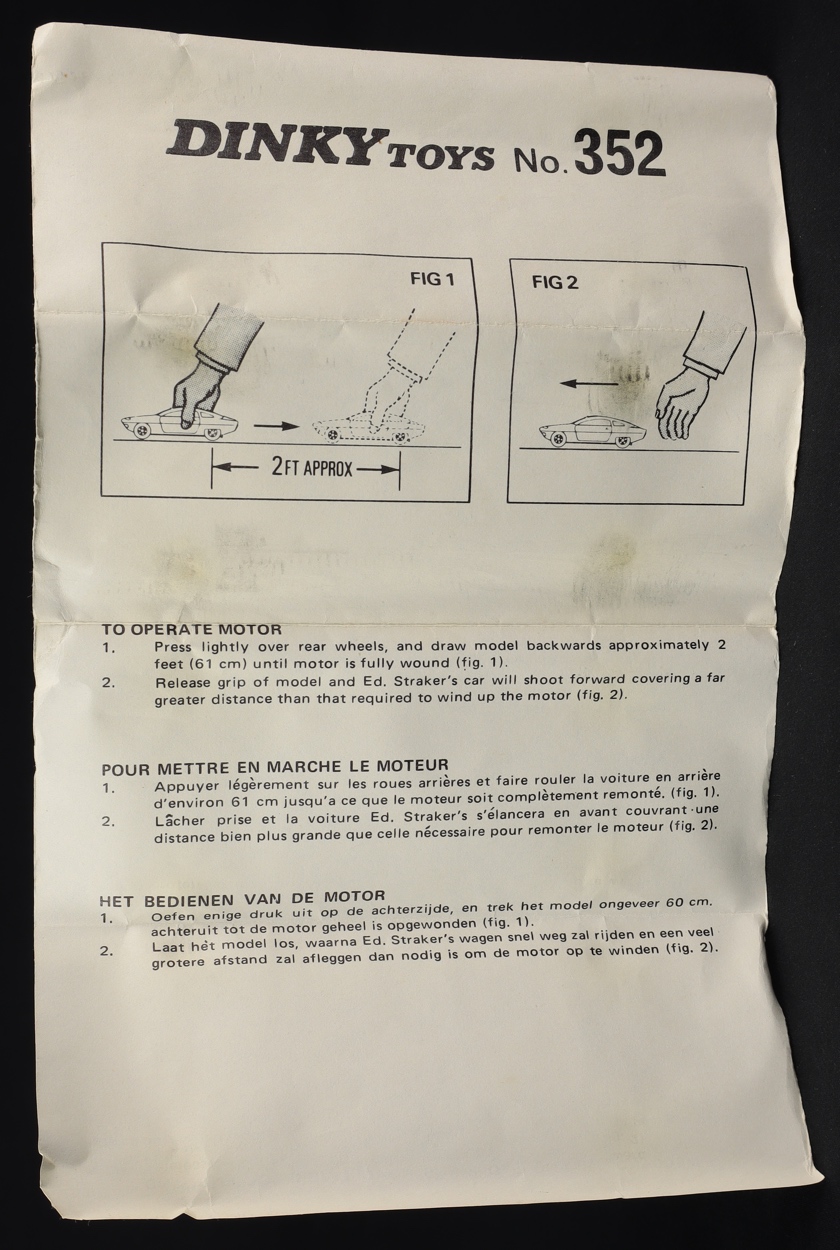 DINKY TOYS No. 352
FIG 1
FIG 2
2FT APPROX
TO OPERATE MOTOR
1. Press lightly over rear wheels, and draw model backwards approximately 2
feet (61 cm) until motor is fully wound (fig. 1).
2. Release grip of model and Ed. Straker's car will shoot forward covering a far
greater distance than that required to wind up the motor (fig. 2).
POUR METTRE EN MARCHE LE MOTEUR
1. Appuyer légèrement sur les roues arrières et faire rouler la voiture en arrière
d'environ 61 cm jusqu'a ce que le moteur soit complètement remonté. (fig. 1).
2. Lâcher prise et la voiture Ed. Straker's s'élancera en avant couvrant une
distance bien plus grande que celle nécessaire pour remonter le moteur (fig. 2).
HET BEDIENEN VAN DE MOTOR
1. Oefen enige druk uit op de achterzijde, en trek het model ongeveer 60 cm.
achteruit tot de motor geheel is opgewonden (fig. 1).
2. Laat hèt model los, waarna Ed. Straker's wagen snel weg zal rijden en een veel
grotere afstand zal afleggen dan nodig is om de motor op te winden (fig. 2).